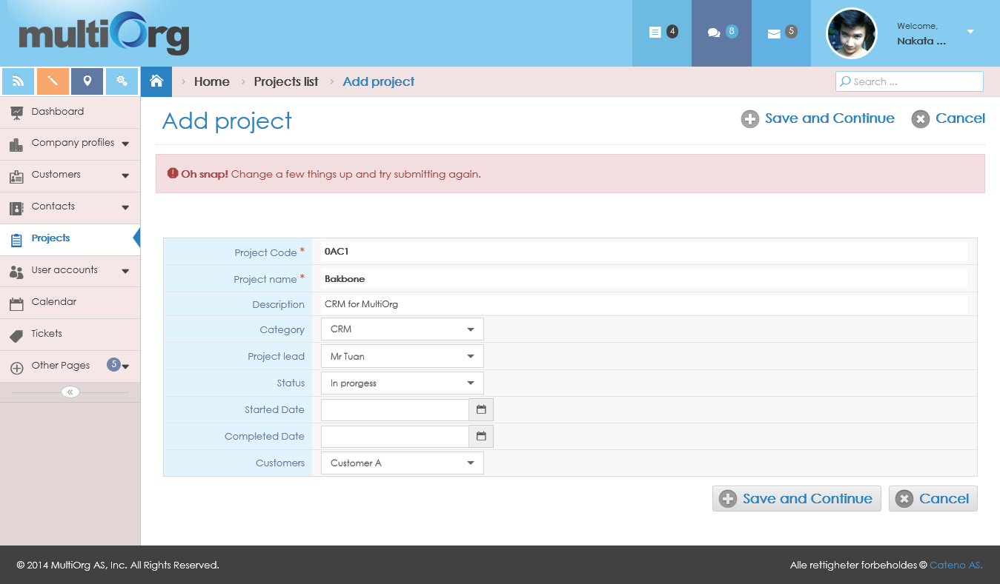 multiOrg
4
8
5
Welcome,
Nakata ...
Home › Projects list › Add project
Search ...
Dashboard
Company profiles
Customers
Contacts
Projects
User accounts
Calendar
Tickets
Other Pages 5
«
Add project
Save and Continue
Cancel
Oh snap! Change a few things up and try submitting again.
Project Code * 0AC1
Project name * Bakbone
Description CRM for MultiOrg
Category CRM
Project lead Mr Tuan
Status In prorgess
Started Date
Completed Date
Customers Customer A
Save and Continue
Cancel
© 2014 MultiOrg AS, Inc. All Rights Reserved.
Alle rettigheter forbeholdes © Cateno AS.